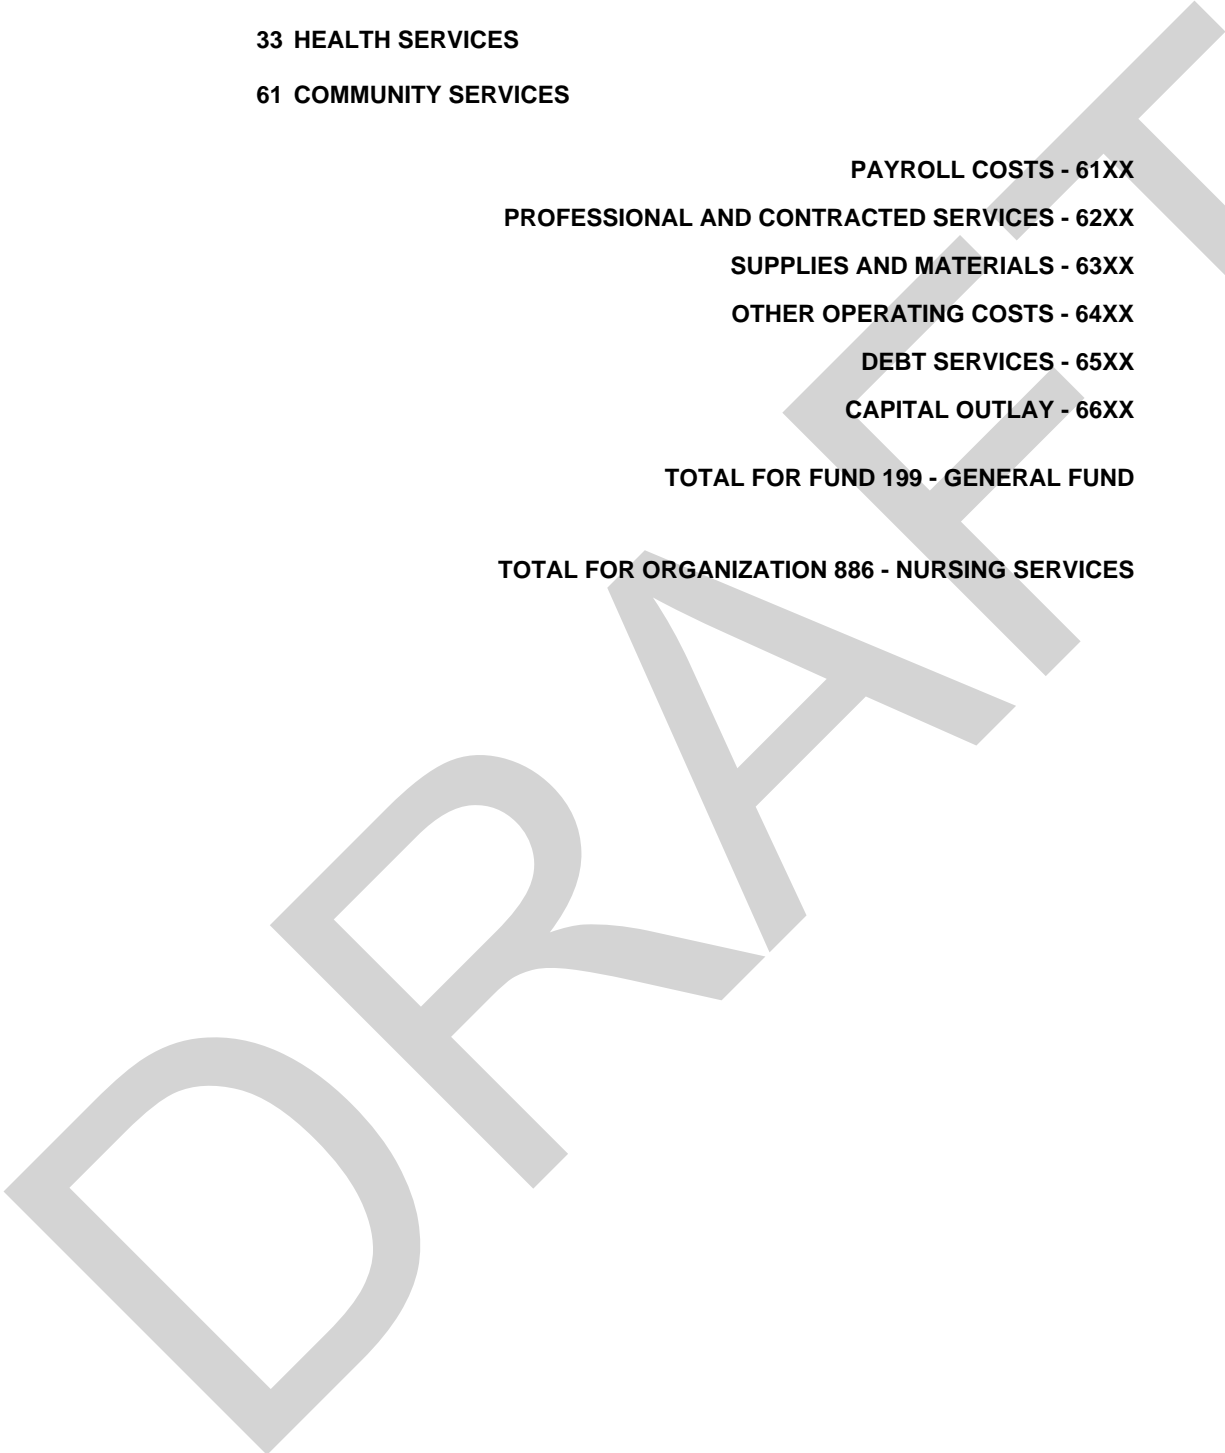 33 HEALTH SERVICES
61 COMMUNITY SERVICES
PAYROLL COSTS - 61XX
PROFESSIONAL AND CONTRACTED SERVICES - 62XX
SUPPLIES AND MATERIALS - 63XX
OTHER OPERATING COSTS - 64XX
DEBT SERVICES - 65XX
CAPITAL OUTLAY - 66XX
TOTAL FOR FUND 199 - GENERAL FUND
TOTAL FOR ORGANIZATION 886 - NURSING SERVICES
DRAFT